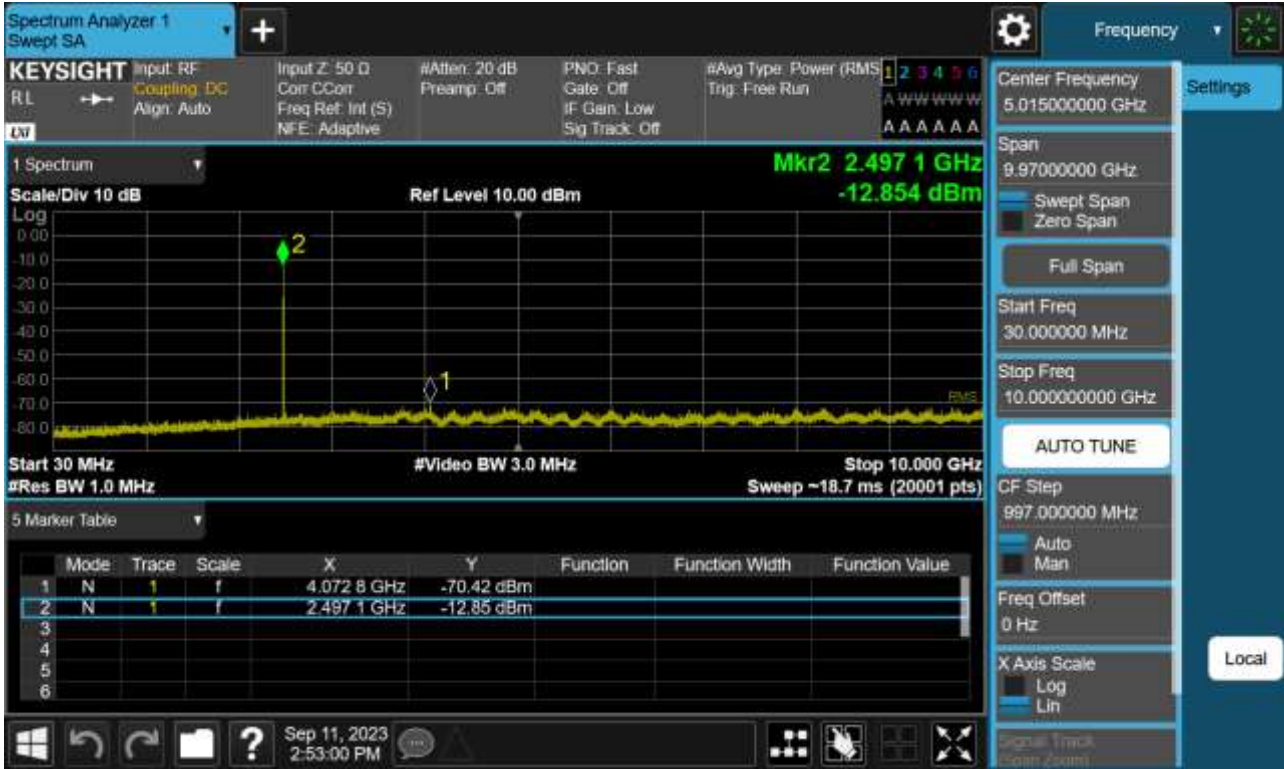 Spectrum Analyzer 1
Swept SA
Frequency
KEYSIGHT
RL
LXI
Input: RF
Coupling: DC
Align: Auto
Input Z: 50 Ω
Corr CCorr
Freq Ref: Int (S)
NFE: Adaptive
#Atten: 20 dB
Preamp: Off
PNO: Fast
Gate: Off
IF Gain: Low
Sig Track: Off
#Avg Type: Power (RMS
Trig: Free Run
1 2 3 4 5 6
A W W W W W
A A A A A A
1 Spectrum
Scale/Div 10 dB
Ref Level 10.00 dBm
Mkr2 2.497 1 GHz
-12.854 dBm
Log
0.00
-10.0
-20.0
-30.0
-40.0
-50.0
-60.0
-70.0
-80.0
2
1
RMS
Start 30 MHz
#Video BW 3.0 MHz
Stop 10.000 GHz
#Res BW 1.0 MHz
Sweep ~18.7 ms (20001 pts)
5 Marker Table
Mode Trace Scale X Y Function Function Width Function Value
1 N 1 f 4.072 8 GHz -70.42 dBm
2 N 1 f 2.497 1 GHz -12.85 dBm
3
4
5
6
?
Sep 11, 2023
2:53:00 PM
Center Frequency
5.015000000 GHz
Span
9.97000000 GHz
Swept Span
Zero Span
Full Span
Start Freq
30.000000 MHz
Stop Freq
10.000000000 GHz
AUTO TUNE
CF Step
997.000000 MHz
Auto
Man
Freq Offset
0 Hz
X Axis Scale
Log
Lin
Signal Track
(Span Zoom)
Settings
Local